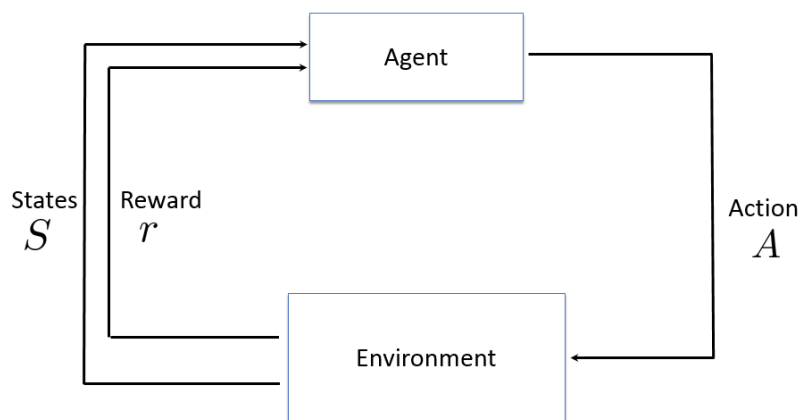 Agent
States
S
Reward
r
Action
A
Environment